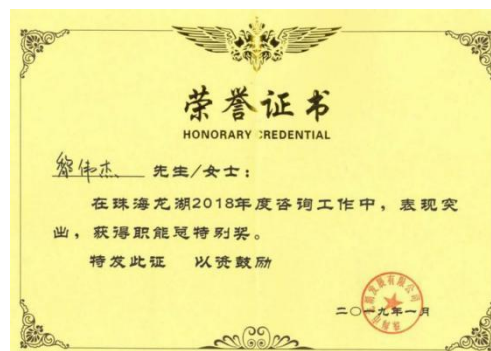 荣誉证书
HONORARY CREDENTIAL
黎伟杰 先生/女士：
在珠海龙湖2018年度咨询工作中，表现突
出，获得职能总特别奖。
特发此证 以资鼓励
二〇一九年一月